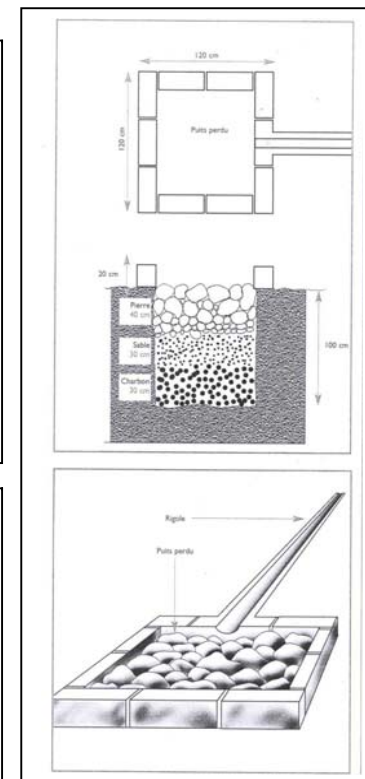 120 cm
120 cm
Puits perdu
20 cm
Pierre
40 cm
Sable
30 cm
Charbon
30 cm
100 cm
Rigole
Puits perdu